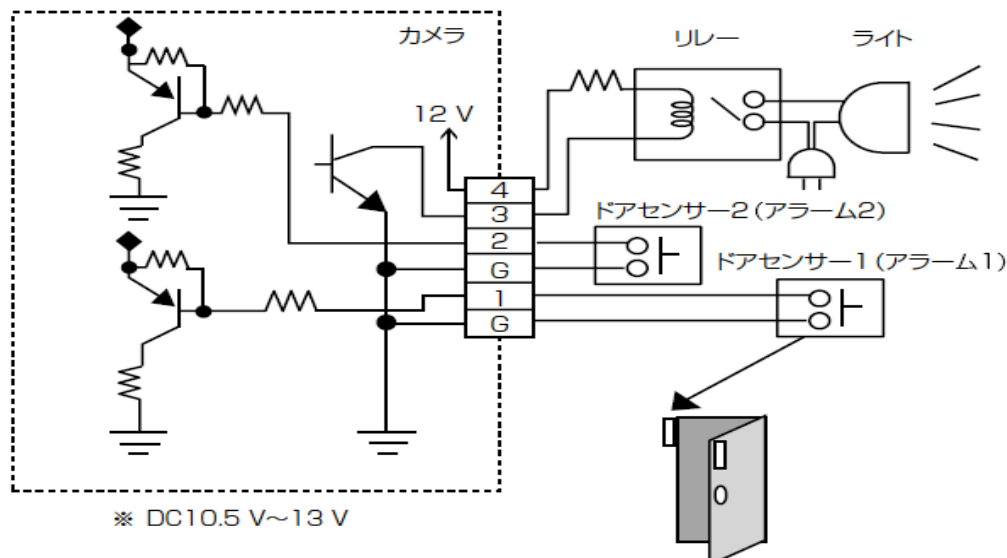 カメラ
リレー
ライト
12 V
4
3
2
G
1
G
ドアセンサー2(アラーム2)
ドアセンサー1(アラーム1)
※ DC10.5 V～13 V